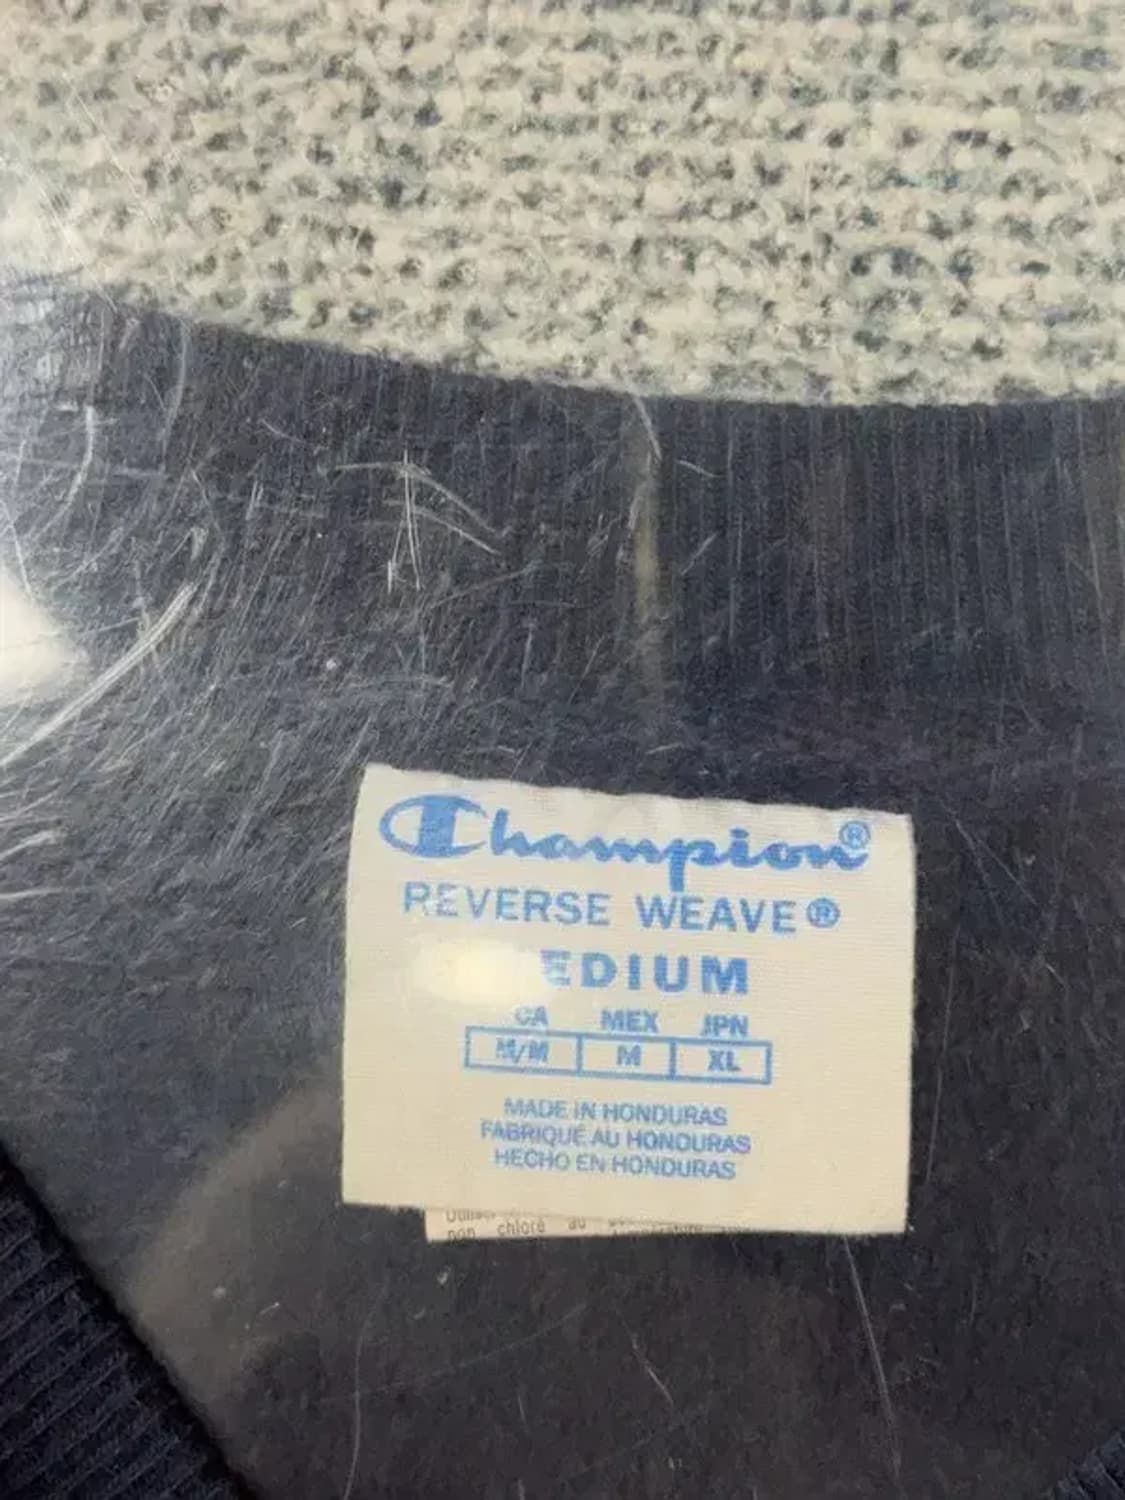 Champion®
REVERSE WEAVE®
EDIUM
CA MEX JPN
M/M M XL
MADE IN HONDURAS
FABRIQUÉ AU HONDURAS
HECHO EN HONDURAS
non chloré au